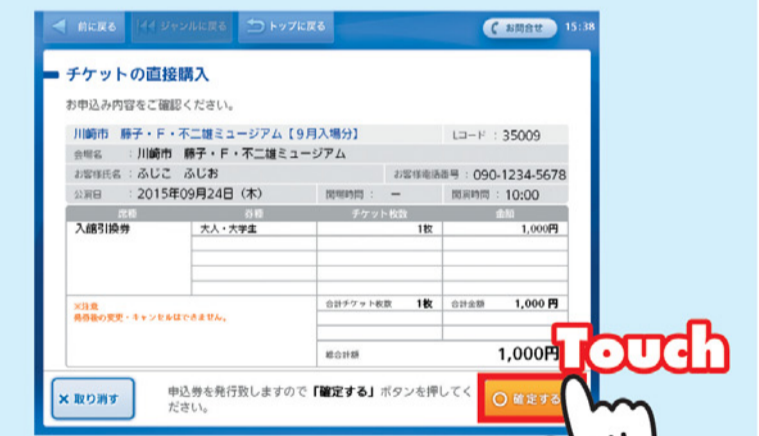 前に戻る ジャンルに戻る トップに戻る お問合せ 15:38
チケットの直接購入
お申込み内容をご確認ください。
川崎市 藤子・F・不二雄ミュージアム【9月入場分】 Lコード : 35009
会場名 : 川崎市 藤子・F・不二雄ミュージアム
お客様氏名 : ふじこ ふじお お客様電話番号 : 090-1234-5678
公演日 : 2015年09月24日（木） 開場時間 : ー 開演時間 : 10:00
席種 券種 チケット枚数 金額
入館引換券 大人・大学生 1枚 1,000円
合計チケット枚数 1枚 合計金額 1,000 円
※注意
発券後の変更・キャンセルはできません。
総合計額 1,000円
Touch
× 取り消す
申込券を発行致しますので「確定する」ボタンを押してく
ださい。
○ 確定する